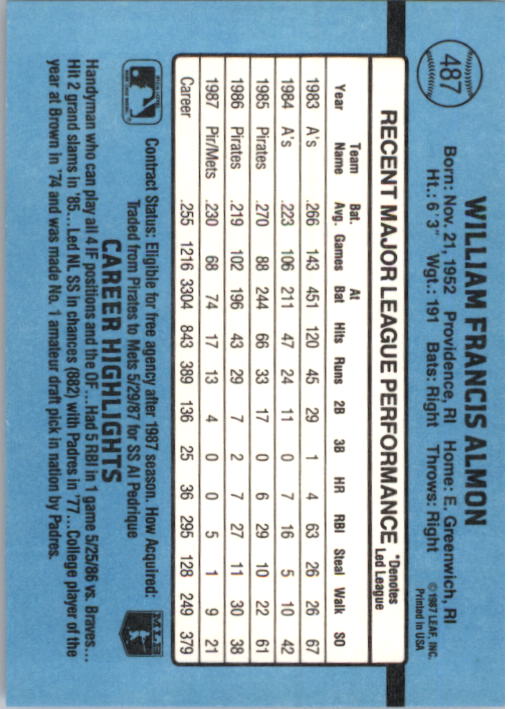 487
WILLIAM FRANCIS ALMON
Born: Nov. 21, 1952 Providence, RI Home: E. Greenwich, RI
Ht.: 6'3" Wgt.: 191 Bats: Right Throws: Right
©1987 LEAF, INC.
Printed in USA
RECENT MAJOR LEAGUE PERFORMANCE
*Denotes
Led League
Year Team Name Bat. Avg. Games At Bat Hits Runs 2B 3B HR RBI Steal Walk SO
1983 A's .266 143 451 120 45 29 1 4 63 26 26 67
1984 A's .223 106 211 47 24 11 0 7 16 5 10 42
1985 Pirates .270 88 244 66 33 17 0 6 29 10 22 61
1986 Pirates .219 102 196 43 29 7 2 7 27 11 30 38
1987 Pir/Mets .230 68 74 17 13 4 0 0 5 1 9 21
Career .255 1216 3304 843 389 136 25 36 295 128 249 379
Contract Status: Eligible for free agency after 1987 season. How Acquired:
Traded from Pirates to Mets 5/29/87 for SS Al Pedrique
MLB
CAREER HIGHLIGHTS
Handyman who can play all 4 IF positions and the OF...Had 5 RBI in 1 game 5/25/86 vs. Braves...
Hit 2 grand slams in '85...Led NL SS in chances (882) with Padres in '77...College player of the
year at Brown in '74 and was made No. 1 amateur draft pick in nation by Padres.